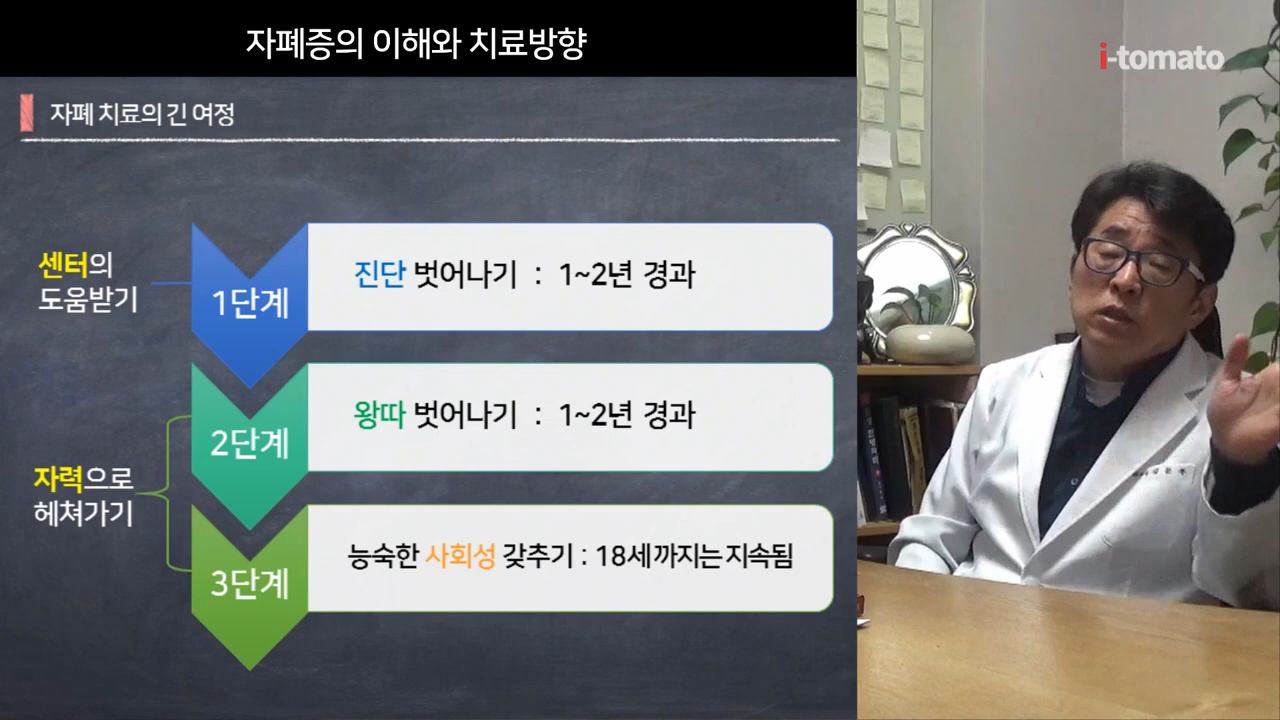 자폐증의 이해와 치료방향
i-tomato
자폐 치료의 긴 여정
센터의
도움받기
1단계
진단 벗어나기 : 1~2년 경과
2단계
왕따 벗어나기 : 1~2년 경과
자력으로
헤쳐가기
3단계
능숙한 사회성 갖추기 : 18세까지는 지속됨